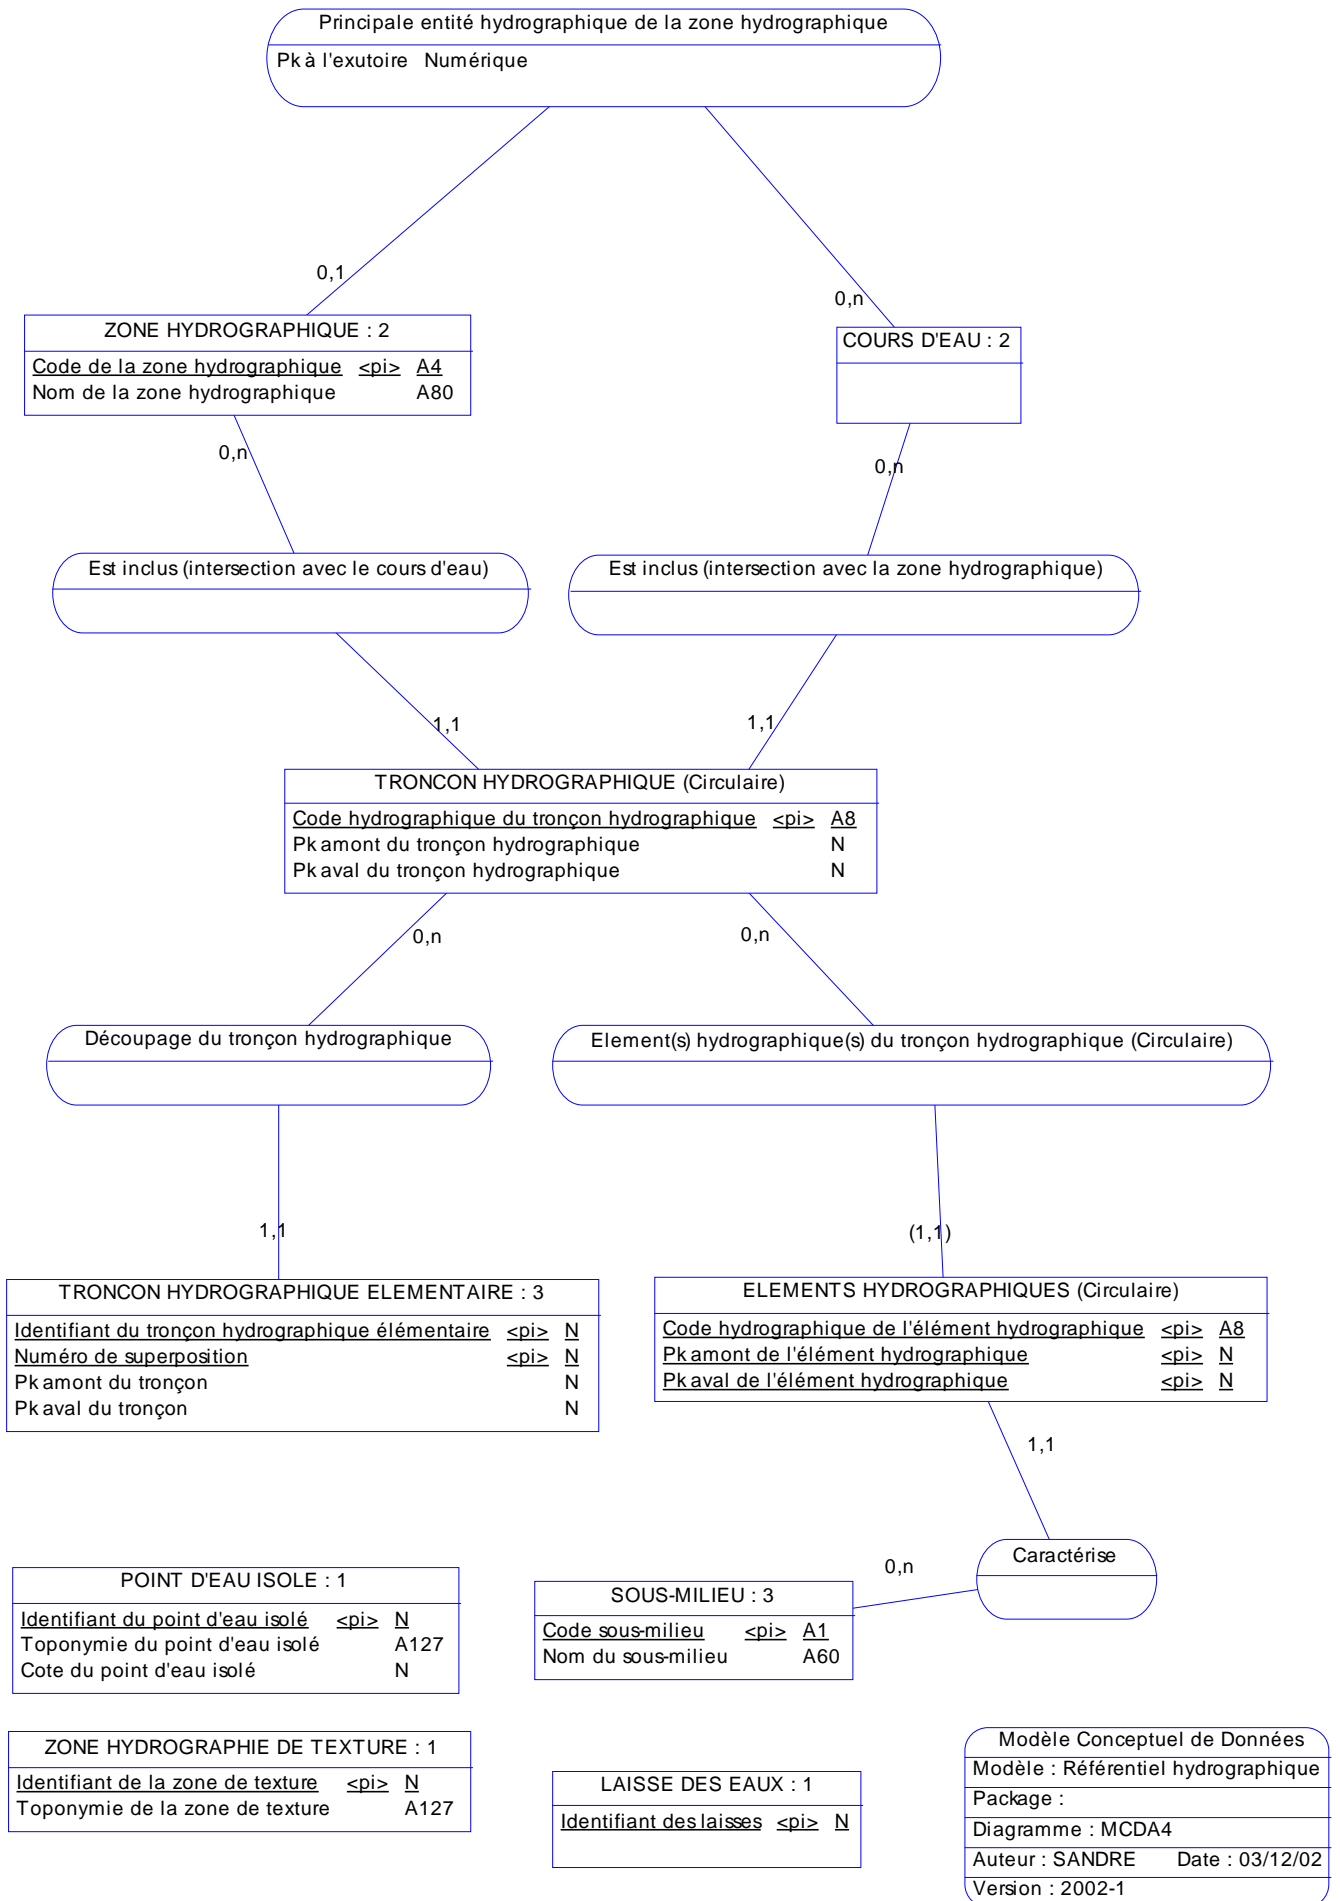 Principale entité hydrographique de la zone hydrographique
Pk à l'exutoire Numérique
0,1
0,n
ZONE HYDROGRAPHIQUE : 2
Code de la zone hydrographique <pi> A4
Nom de la zone hydrographique A80
COURS D'EAU : 2
0,n
0,n
Est inclus (intersection avec le cours d'eau)
Est inclus (intersection avec la zone hydrographique)
1,1
1,1
TRONCON HYDROGRAPHIQUE (Circulaire)
Code hydrographique du tronçon hydrographique <pi> A8
Pk amont du tronçon hydrographique N
Pk aval du tronçon hydrographique N
0,n
0,n
Découpage du tronçon hydrographique
Element(s) hydrographique(s) du tronçon hydrographique (Circulaire)
1,1
(1,1)
TRONCON HYDROGRAPHIQUE ELEMENTAIRE : 3
Identifiant du tronçon hydrographique élémentaire <pi> N
Numéro de superposition <pi> N
Pk amont du tronçon N
Pk aval du tronçon N
ELEMENTS HYDROGRAPHIQUES (Circulaire)
Code hydrographique de l'élément hydrographique <pi> A8
Pk amont de l'élément hydrographique <pi> N
Pk aval de l'élément hydrographique <pi> N
1,1
Caractérise
0,n
POINT D'EAU ISOLE : 1
Identifiant du point d'eau isolé <pi> N
Toponymie du point d'eau isolé A127
Cote du point d'eau isolé N
SOUS-MILIEU : 3
Code sous-milieu <pi> A1
Nom du sous-milieu A60
ZONE HYDROGRAPHIE DE TEXTURE : 1
Identifiant de la zone de texture <pi> N
Toponymie de la zone de texture A127
LAISSE DES EAUX : 1
Identifiant des laisses <pi> N
Modèle Conceptuel de Données
Modèle : Référentiel hydrographique
Package :
Diagramme : MCDA4
Auteur : SANDRE Date : 03/12/02
Version : 2002-1